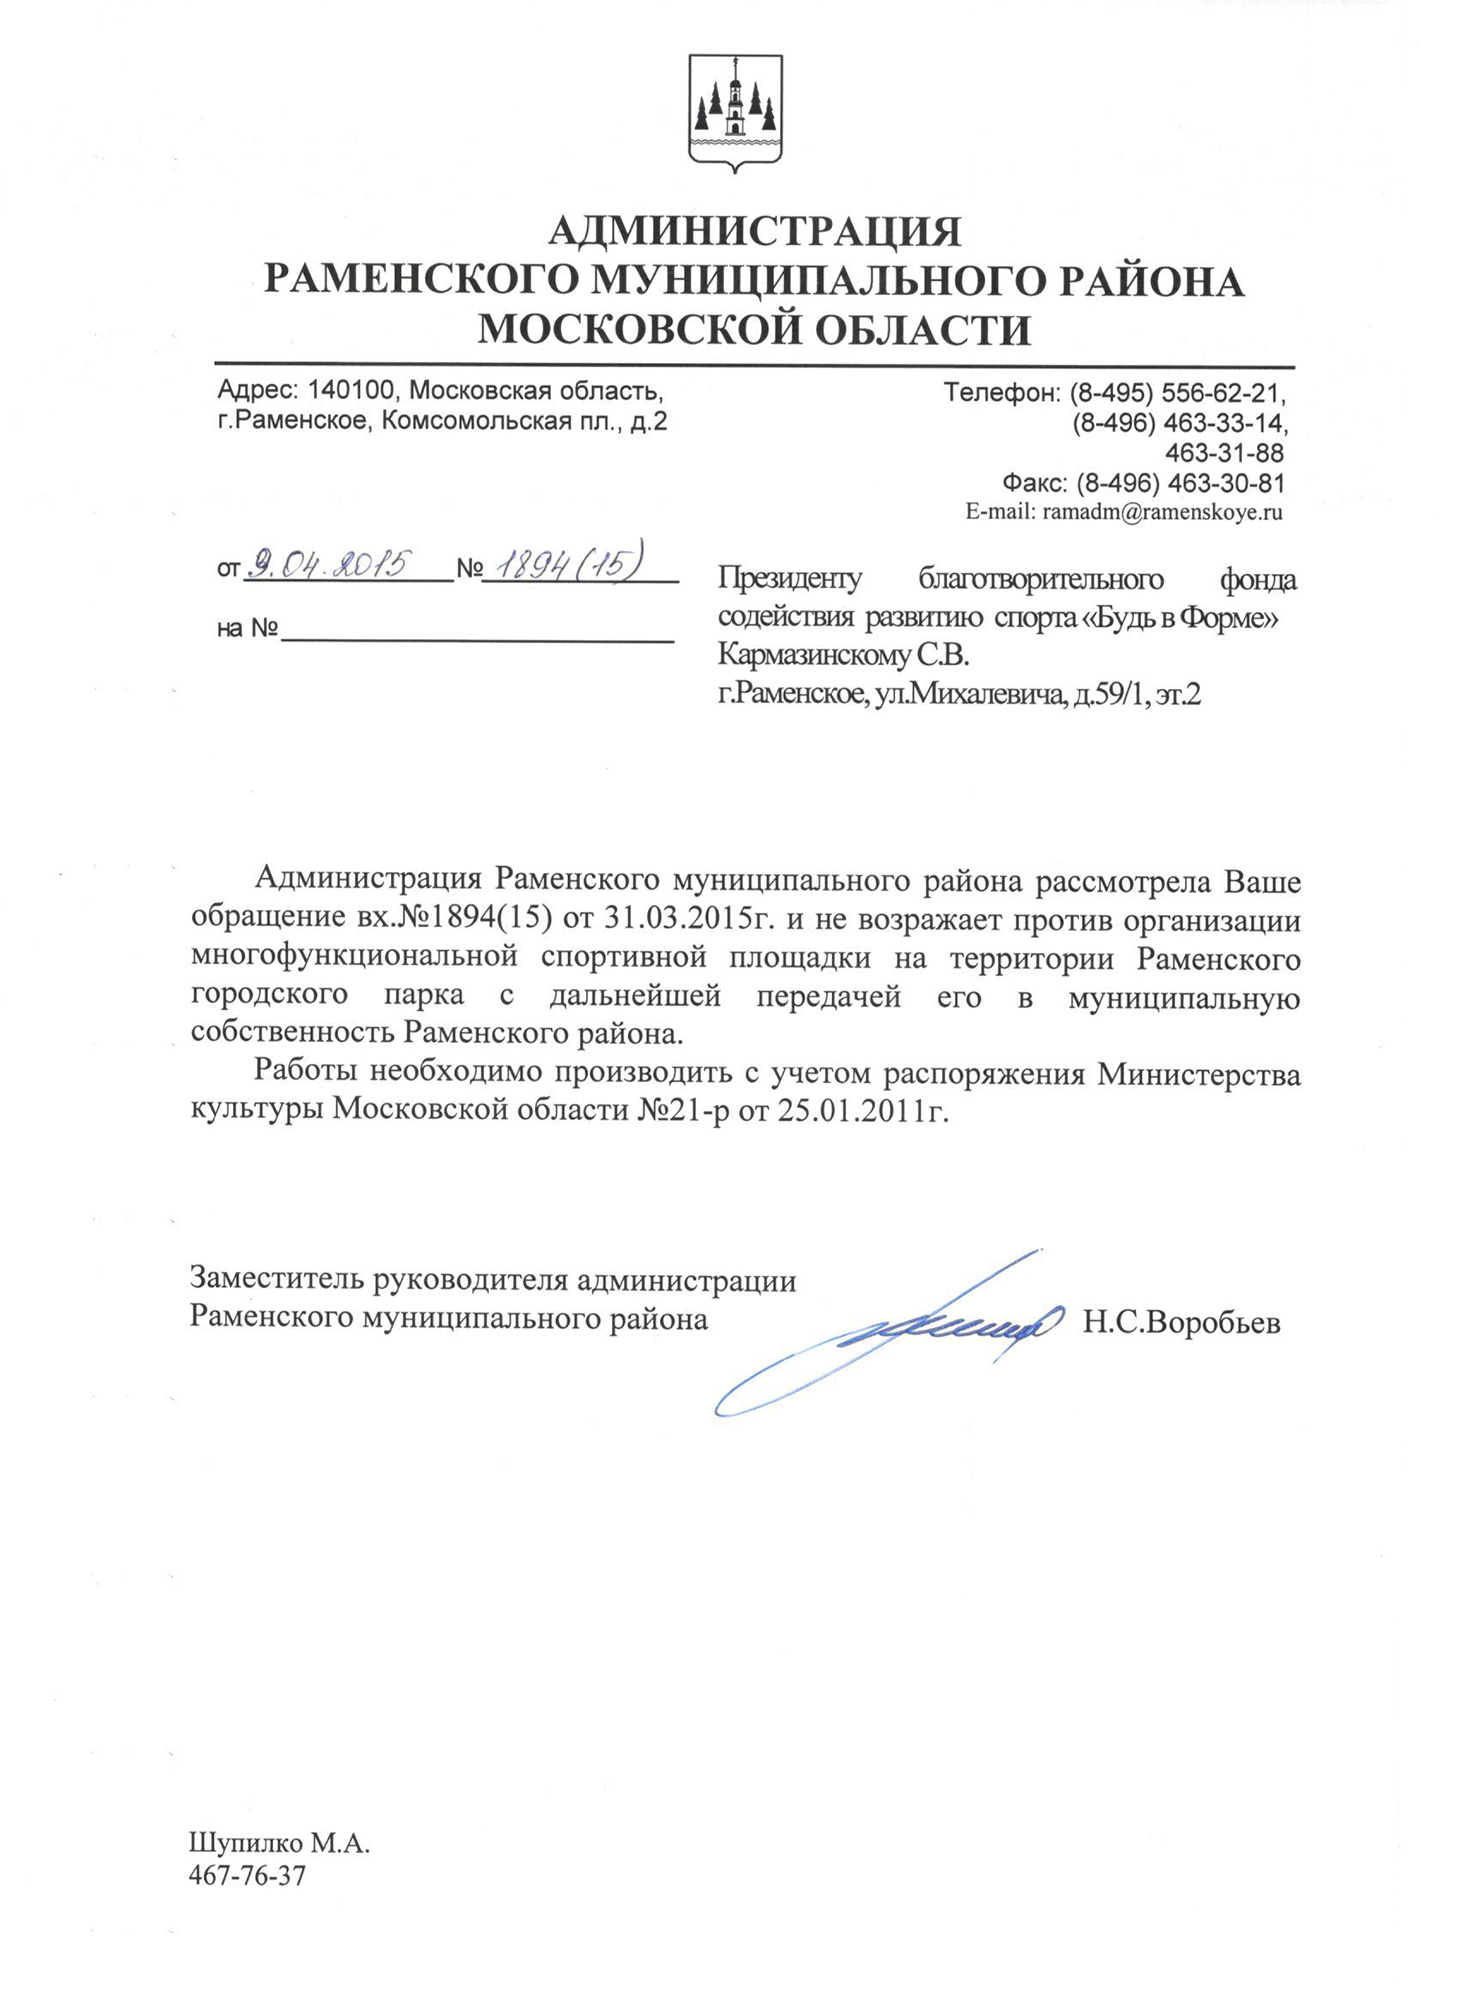 АДМИНИСТРАЦИЯ
РАМЕНСКОГО МУНИЦИПАЛЬНОГО РАЙОНА
МОСКОВСКОЙ ОБЛАСТИ
Адрес: 140100, Московская область,
г.Раменское, Комсомольская пл., д.2
Телефон: (8-495) 556-62-21,
(8-496) 463-33-14,
463-31-88
Факс: (8-496) 463-30-81
E-mail: ramadm@ramenskoye.ru
от 9.04.2015 № 1894(15)
на №
Президенту благотворительного фонда
содействия развитию спорта «Будь в Форме»
Кармазинскому С.В.
г.Раменское, ул.Михалевича, д.59/1, эт.2
Администрация Раменского муниципального района рассмотрела Ваше
обращение вх.№1894(15) от 31.03.2015г. и не возражает против организации
многофункциональной спортивной площадки на территории Раменского
городского парка с дальнейшей передачей его в муниципальную
собственность Раменского района.
Работы необходимо производить с учетом распоряжения Министерства
культуры Московской области №21-р от 25.01.2011г.
Заместитель руководителя администрации
Раменского муниципального района Н.С.Воробьев
Шупилко М.А.
467-76-37